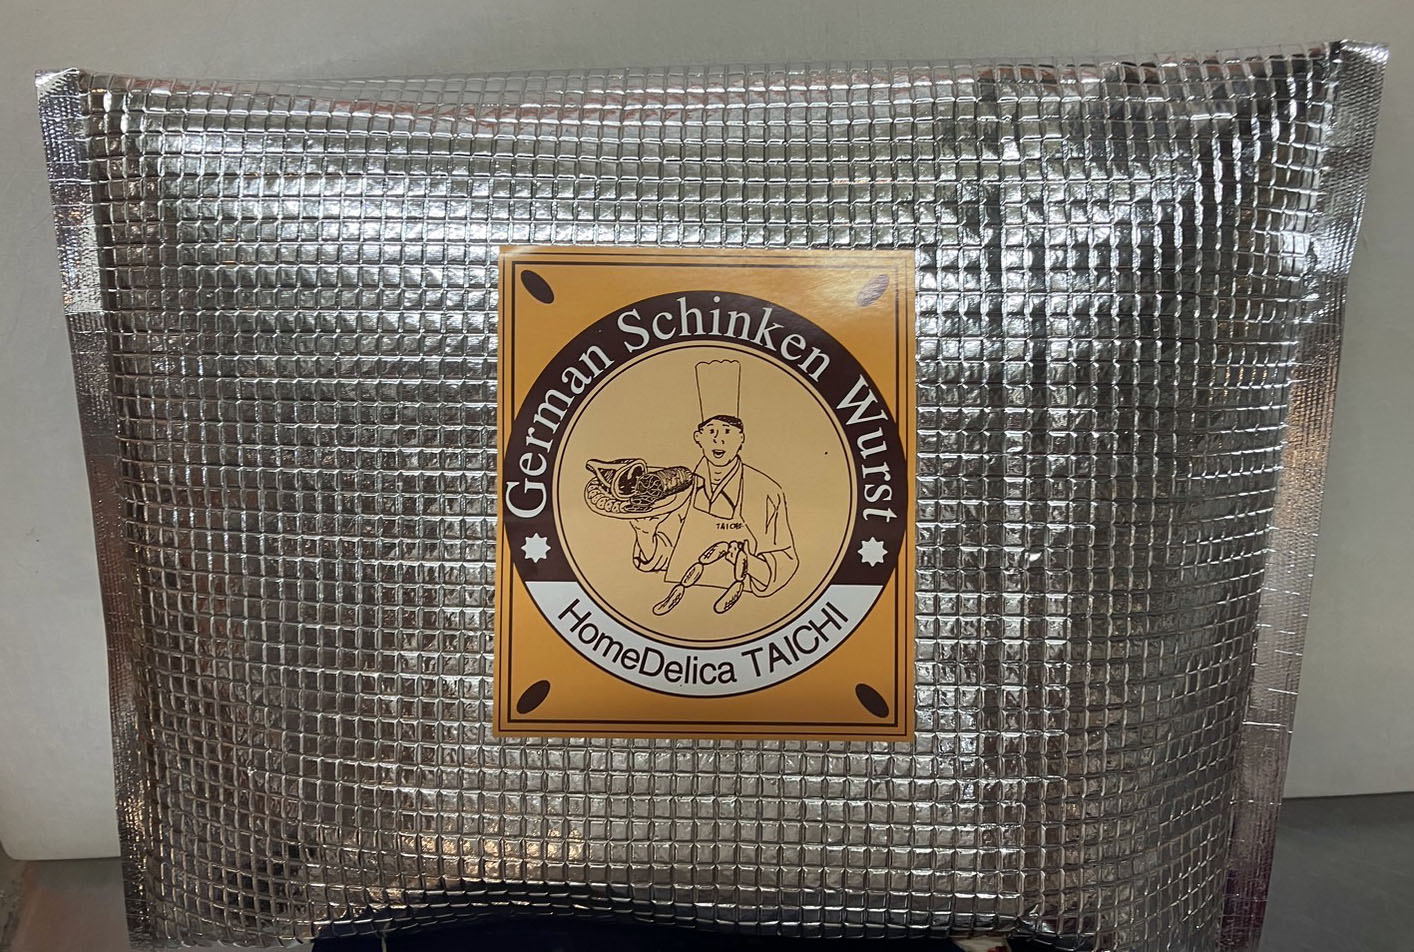 German Schinken Wurst
HomeDelica TAICHI